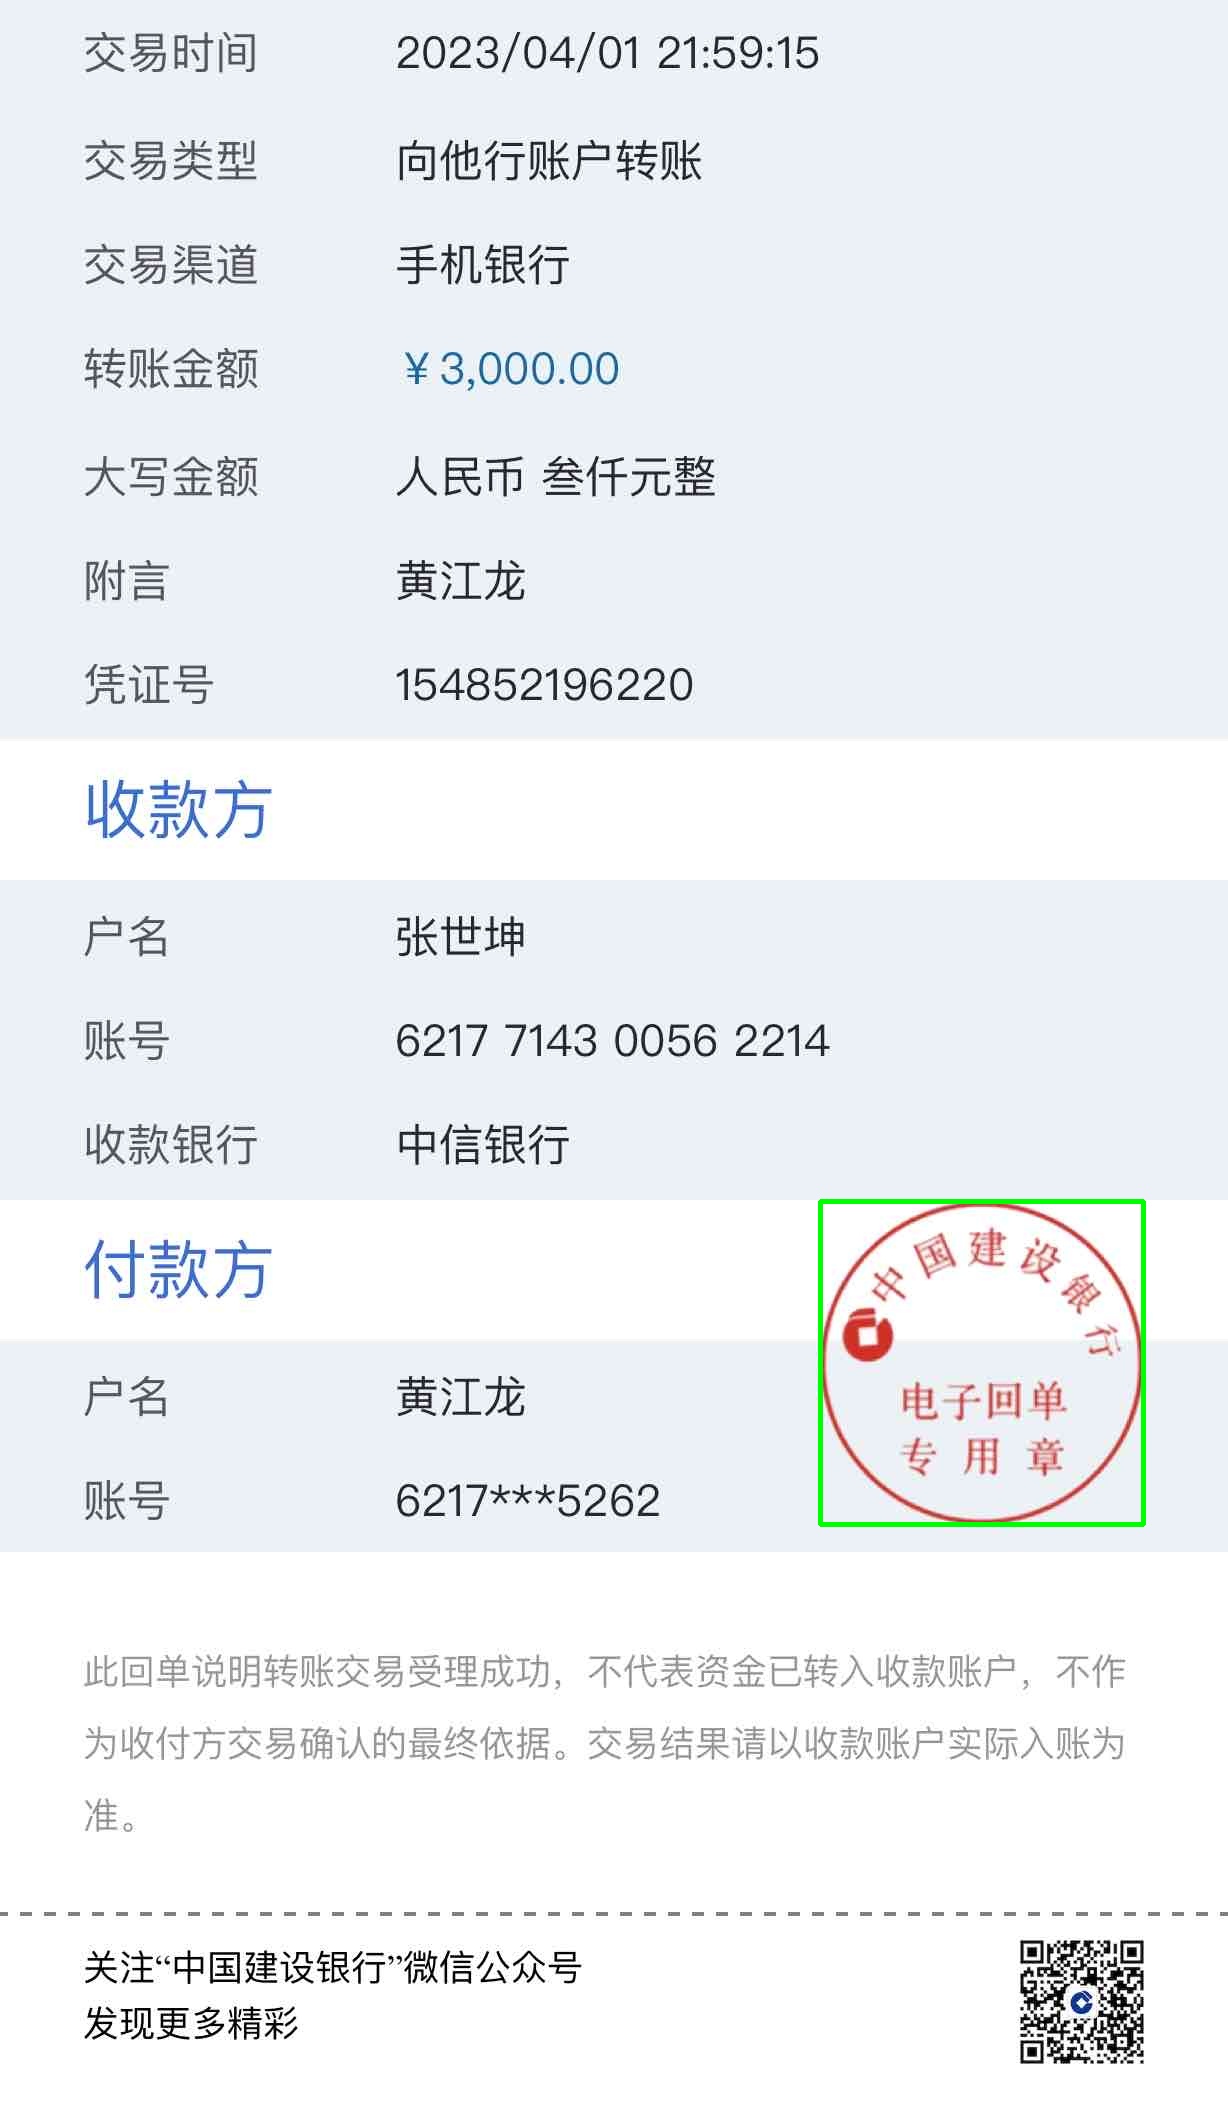 交易时间 2023/04/01 21:59:15
交易类型 向他行账户转账
交易渠道 手机银行
转账金额 ￥3,000.00
大写金额 人民币 叁仟元整
附言 黄江龙
凭证号 154852196220
收款方
户名 张世坤
账号 6217 7143 0056 2214
收款银行 中信银行
付款方
中国建设银行
电子回单
专用章
户名 黄江龙
账号 6217***5262
此回单说明转账交易受理成功，不代表资金已转入收款账户，不作
为收付方交易确认的最终依据。交易结果请以收款账户实际入账为
准。
关注“中国建设银行”微信公众号
发现更多精彩